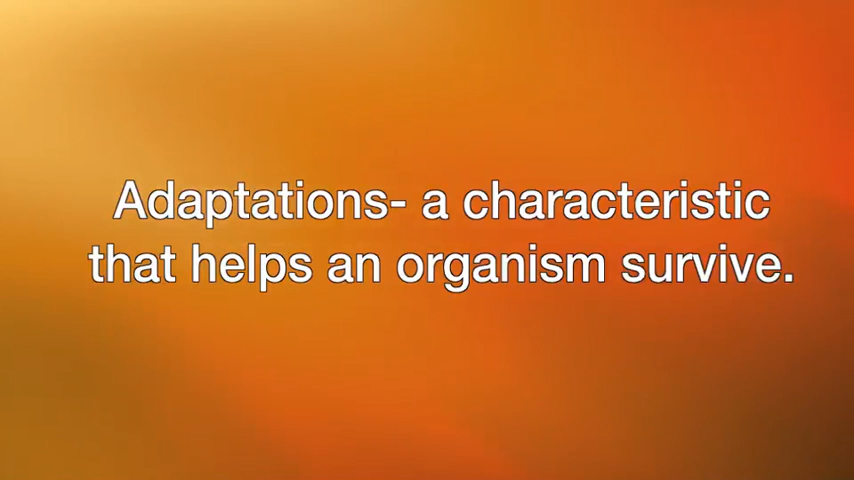 Adaptations- a characteristic
that helps an organism survive.